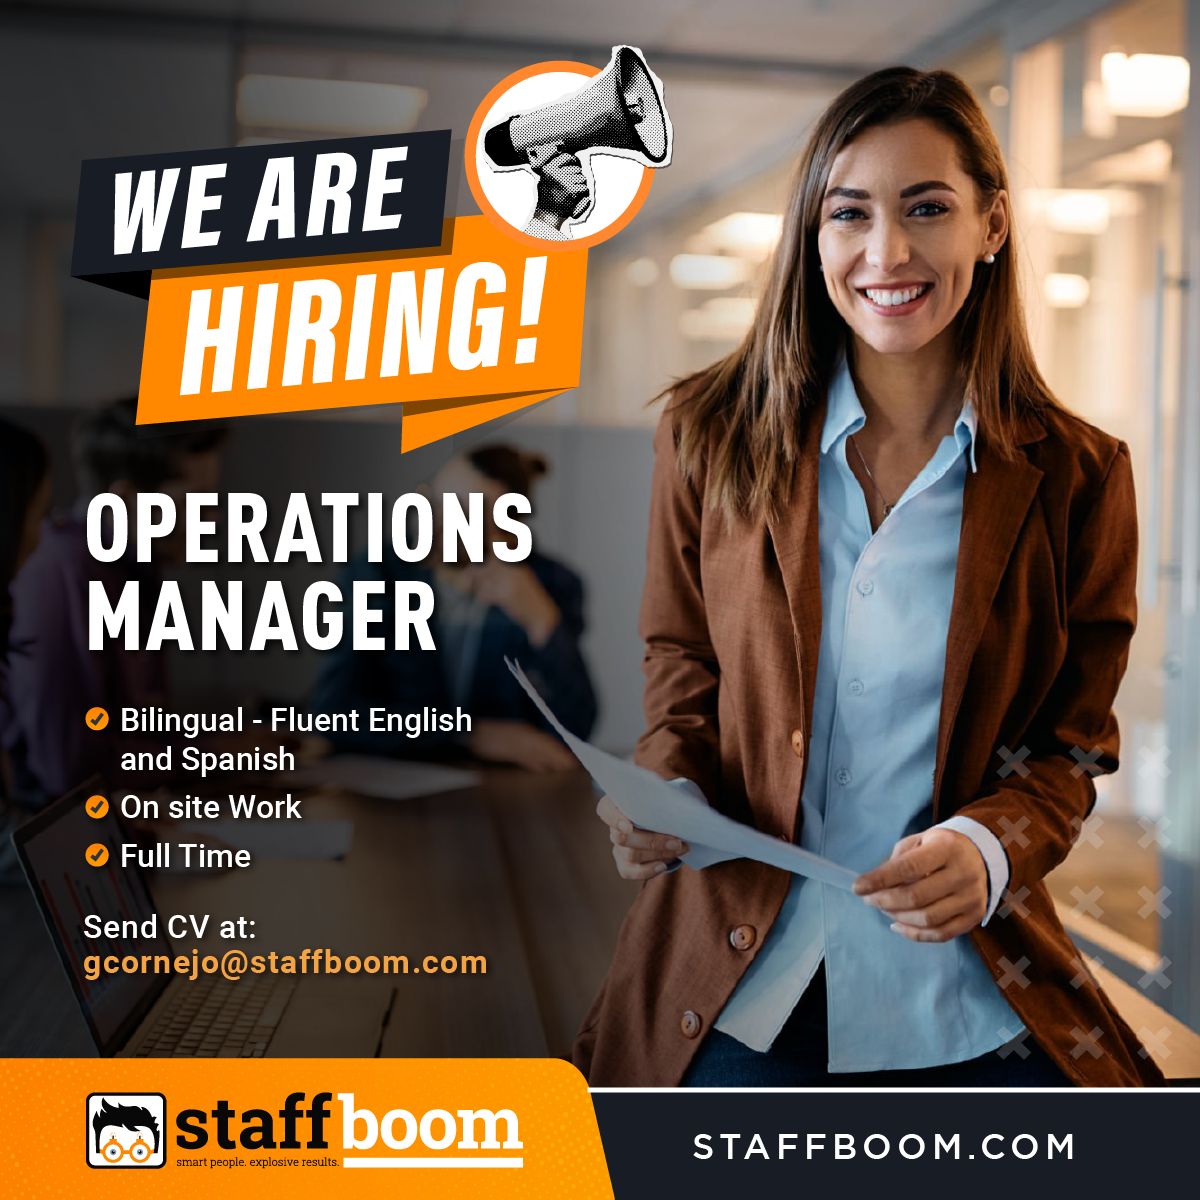 WE ARE
HIRING!
OPERATIONS
MANAGER
Bilingual - Fluent English
and Spanish
On site Work
Full Time
Send CV at:
gcornejo@staffboom.com
staffboom
smart people. explosive results.
STAFFBOOM.COM